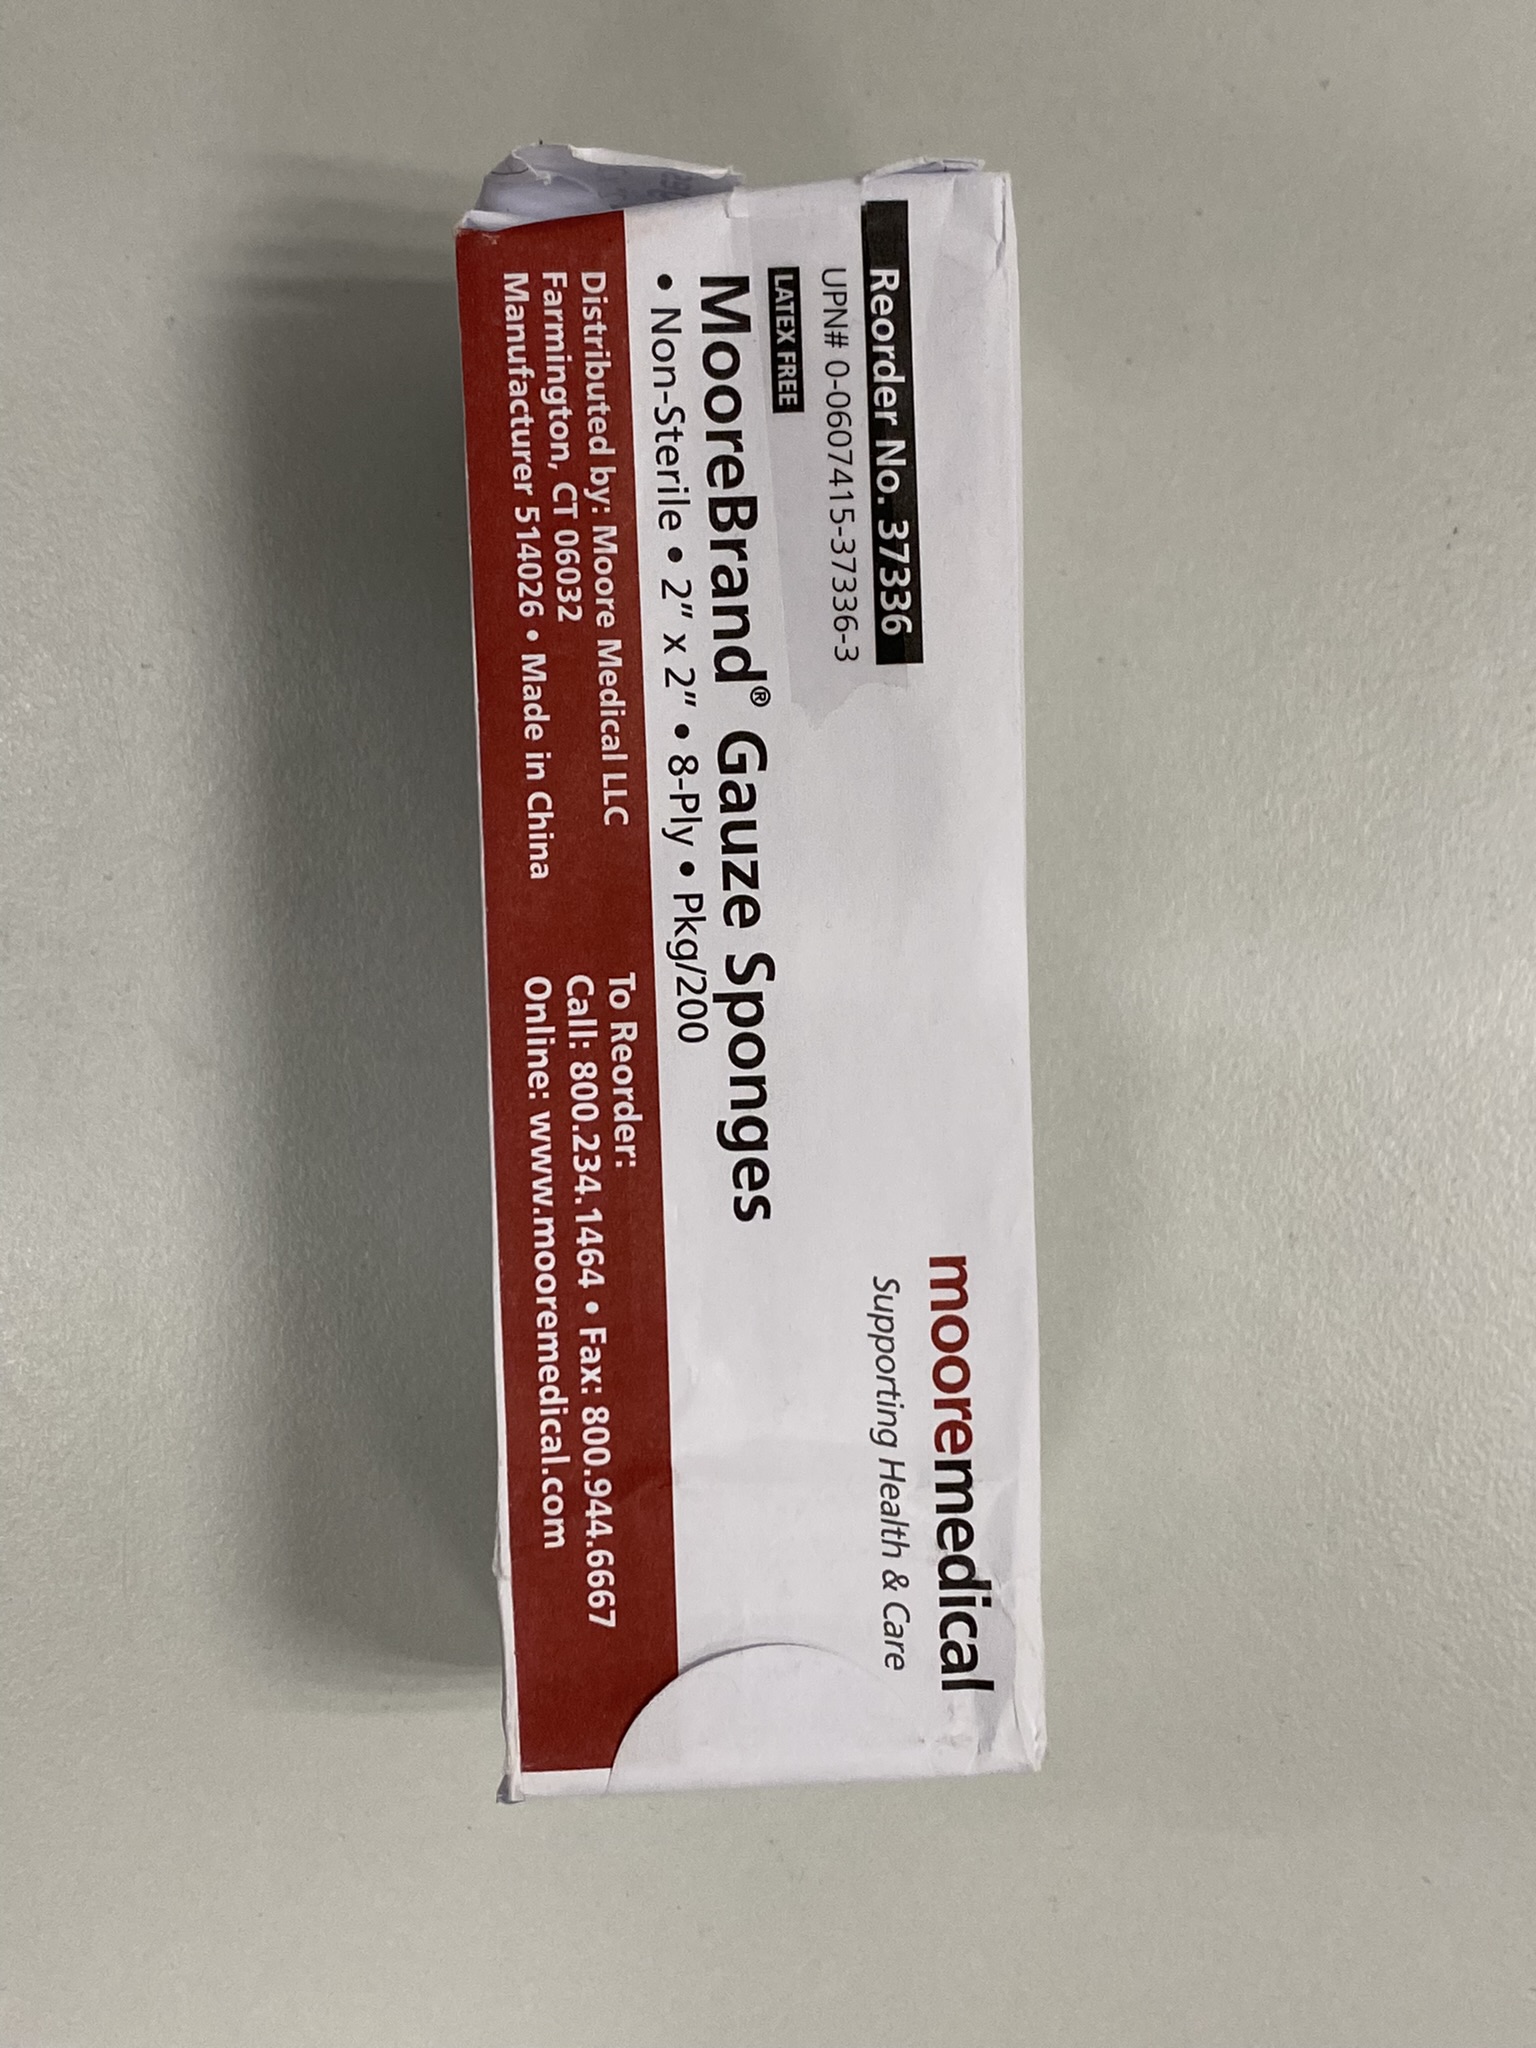 Reorder No. 37336
mooremedical
Supporting Health & Care
UPN# 0-0607415-37336-3
LATEX FREE
MooreBrand® Gauze Sponges
• Non-Sterile • 2" x 2" • 8-Ply • Pkg/200
Distributed by: Moore Medical LLC
Farmington, CT 06032
Manufacturer 514026 • Made in China
To Reorder:
Call: 800.234.1464 • Fax: 800.944.6667
Online: www.mooremedical.com